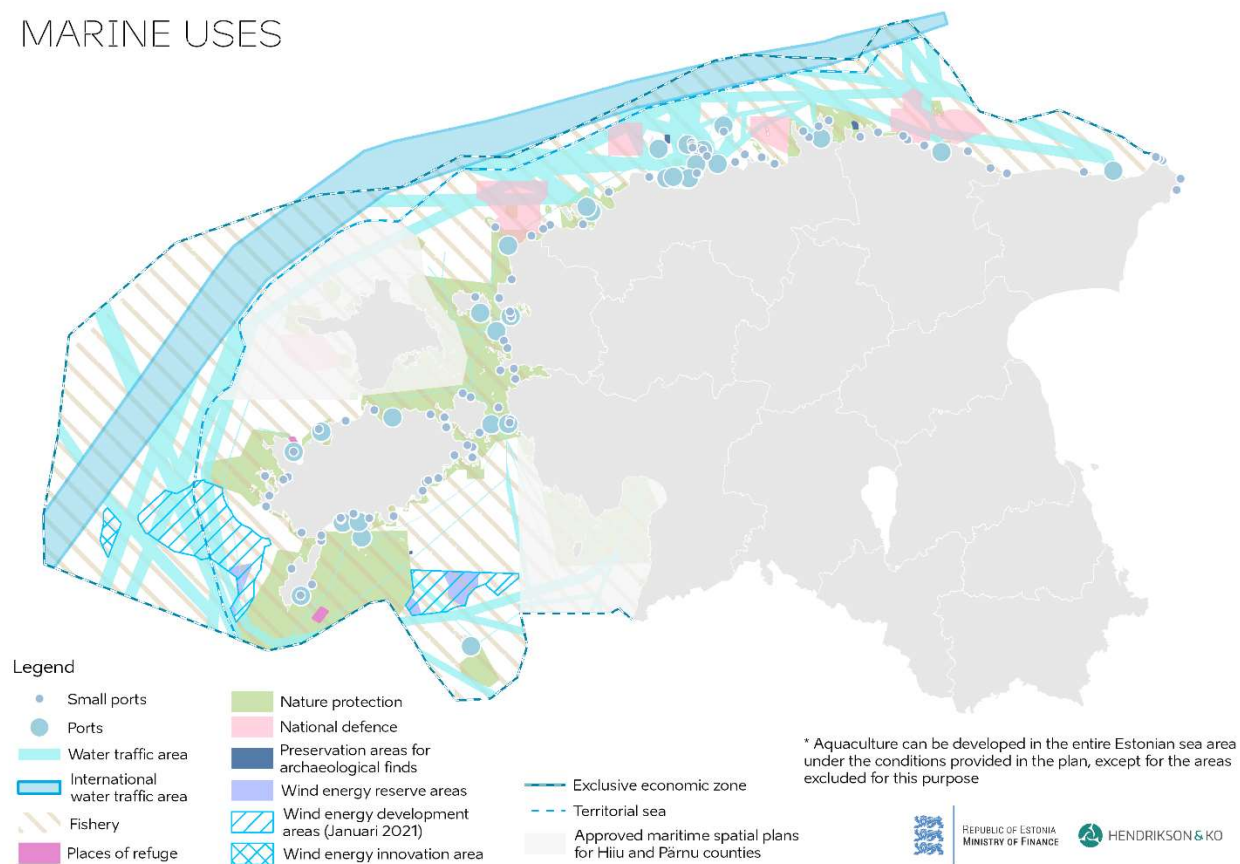 MARINE USES
Legend
Small ports
Ports
Water traffic area
International
water traffic area
Fishery
Places of refuge
Nature protection
National defence
Preservation areas for
archaeological finds
Wind energy reserve areas
Wind energy development
areas (Januari 2021)
Wind energy innovation area
Exclusive economic zone
Territorial sea
Approved maritime spatial plans
for Hiiu and Pärnu counties
* Aquaculture can be developed in the entire Estonian sea area
under the conditions provided in the plan, except for the areas
excluded for this purpose
REPUBLIC OF ESTONIA
MINISTRY OF FINANCE
HENDRIKSON & KO